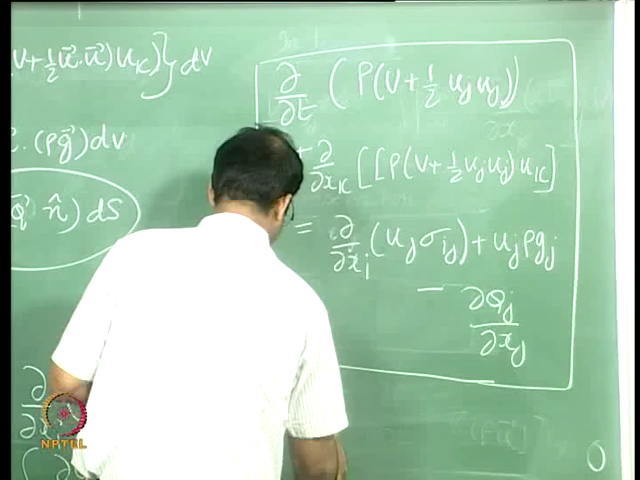 V + 1/2 u⃗.u⃗) u_K)} dV
. (ρg⃗) dV
Q⃗ n̂) dS
∂/∂t (ρ(U + 1/2 u_j u_j))
+ ∂/∂x_K [[ρ(U + 1/2 u_j u_j) u_K]
= ∂/∂x_i (u_j σ_ij) + u_j ρ g_j
− ∂Q_j/∂x_j
∂
NPTEL
0